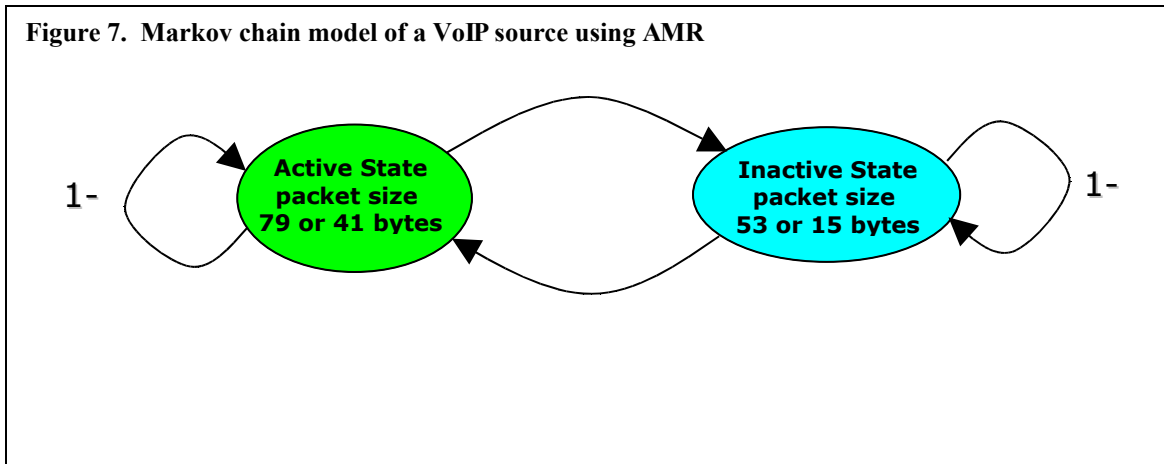 Figure 7. Markov chain model of a VoIP source using AMR
1-
Active State
packet size
79 or 41 bytes
Inactive State
packet size
53 or 15 bytes
1-